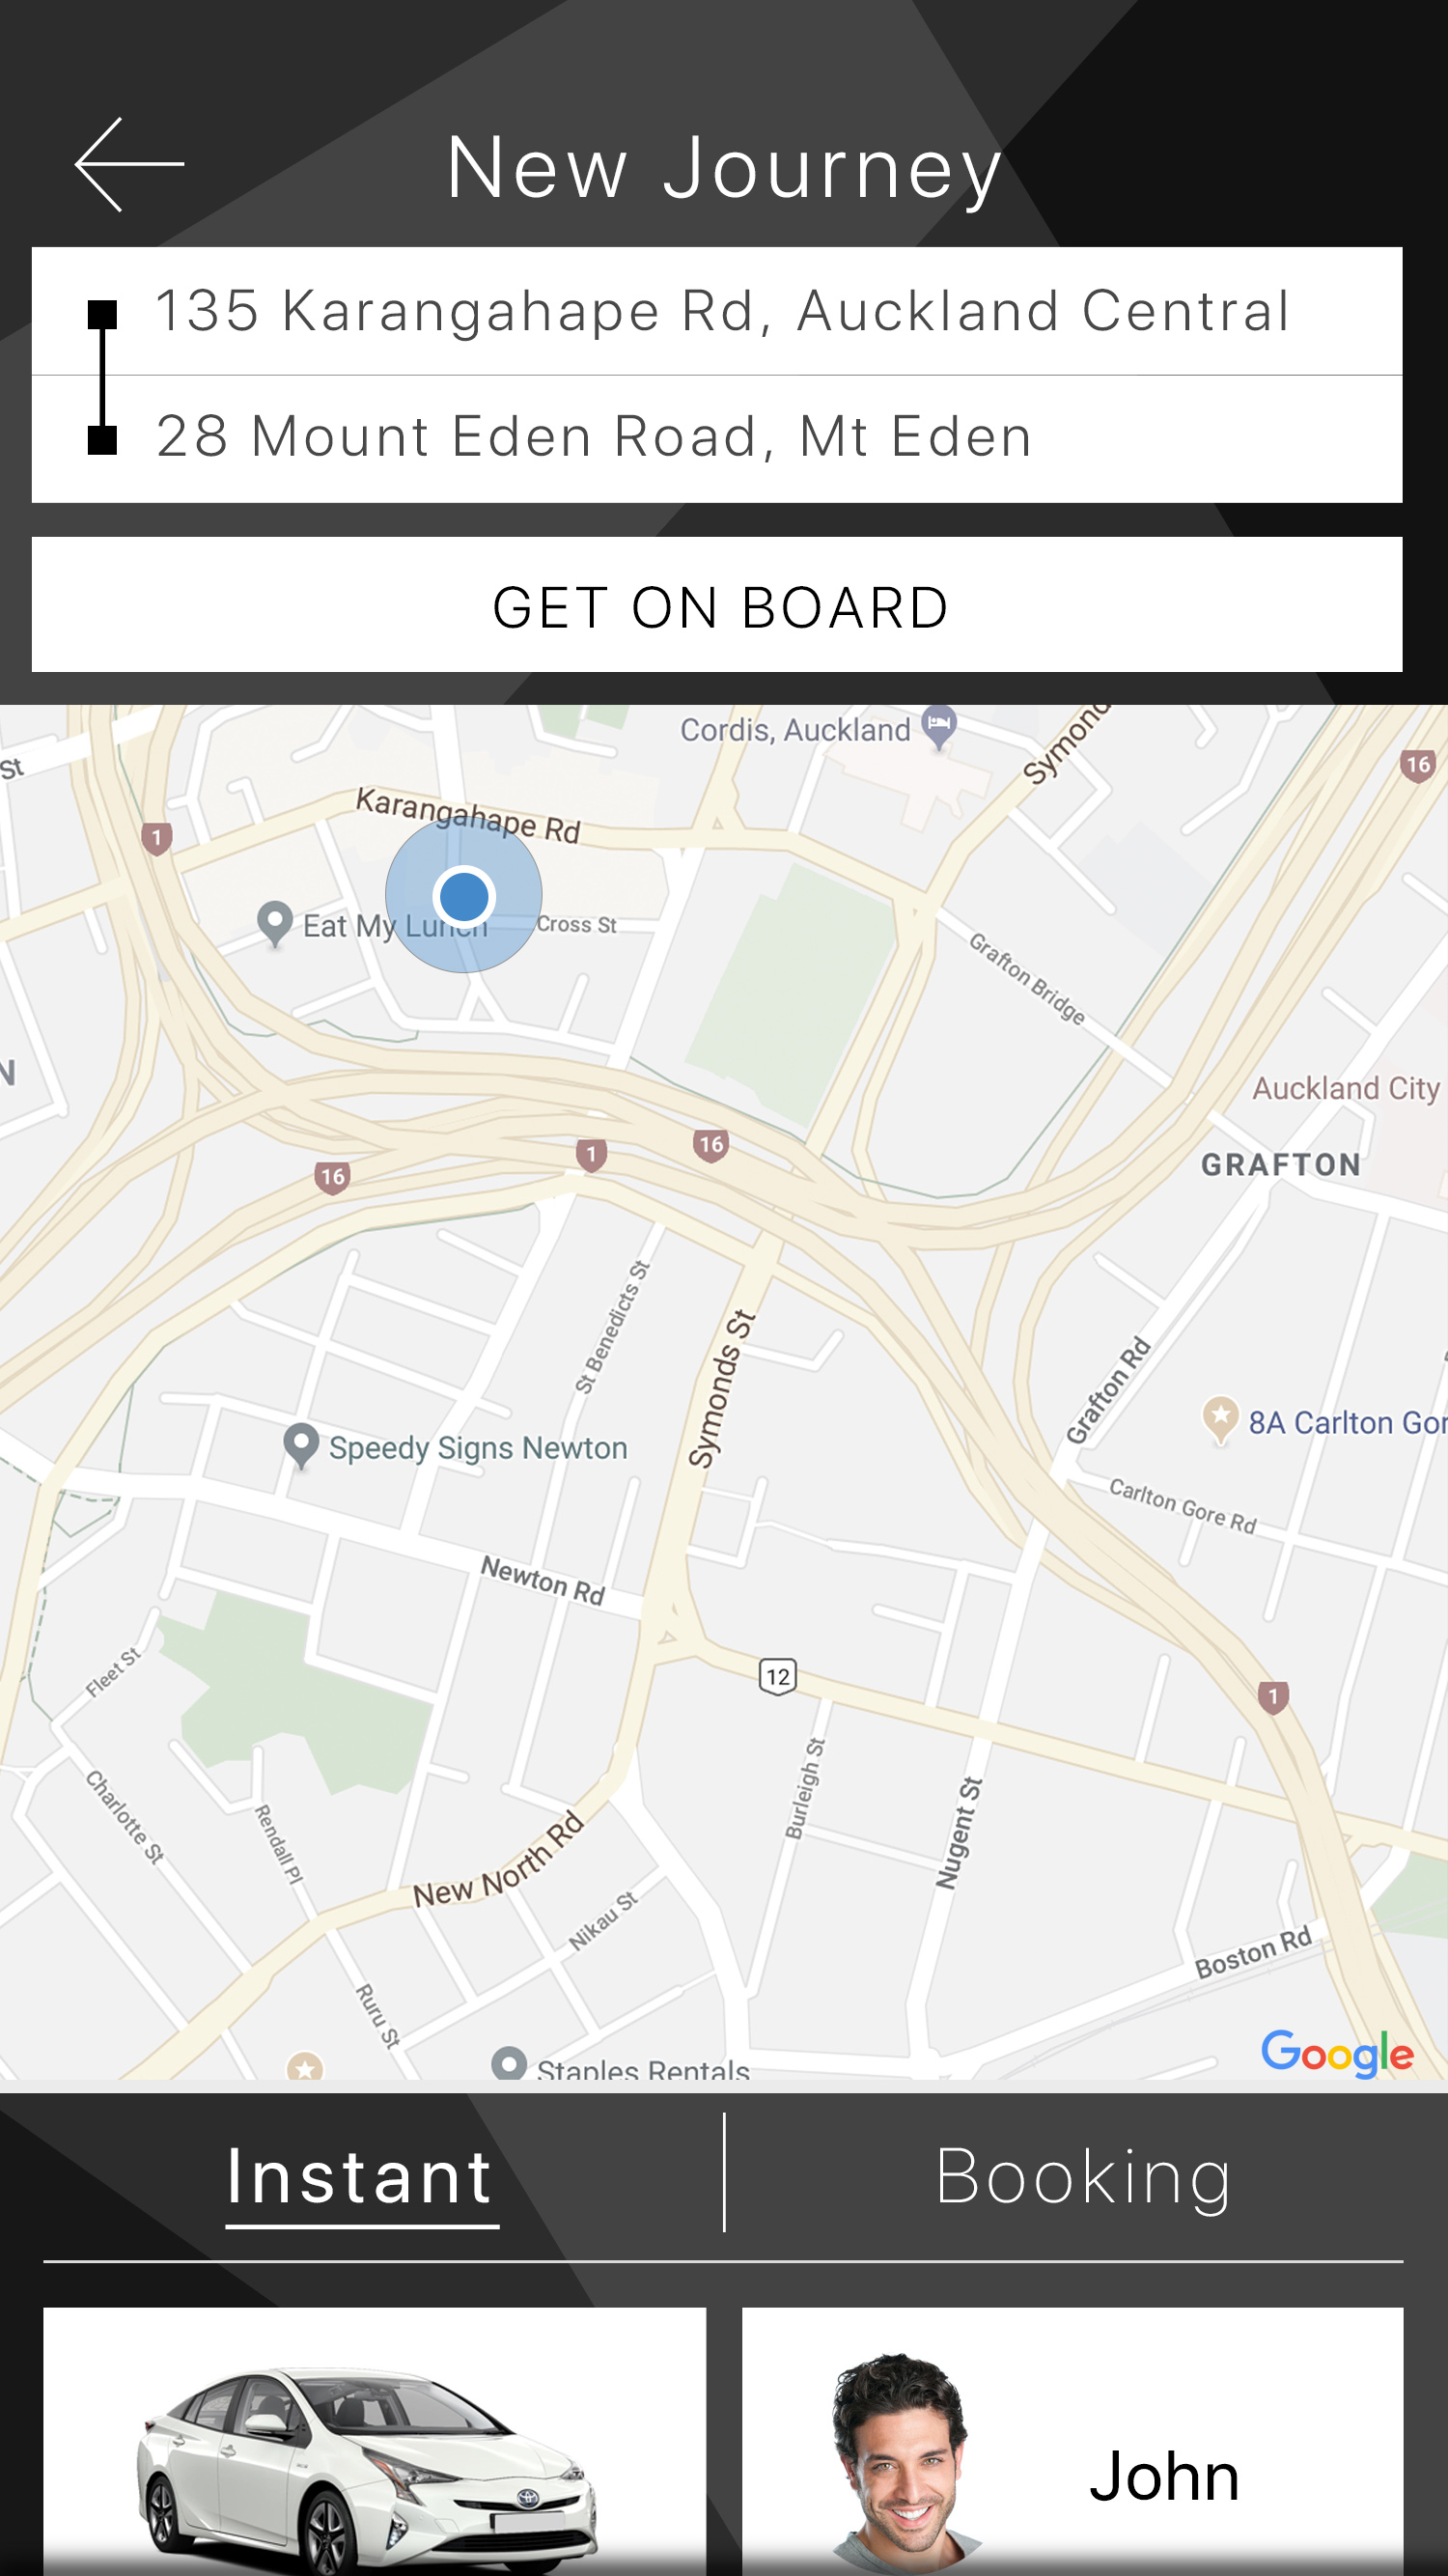 New Journey
135 Karangahape Rd, Auckland Central
28 Mount Eden Road, Mt Eden
GET ON BOARD
Cordis, Auckland
Symond
16
St
1
Karangahape Rd
Eat My Lunch
Cross St
Grafton Bridge
N
Auckland City
GRAFTON
1
16
16
St Benedicts St
Symonds St
Grafton Rd
8A Carlton Gor
Speedy Signs Newton
Carlton Gore Rd
Newton Rd
Fleet St
12
1
Burleigh St
Nugent St
Charlotte St
Rendall Pl
New North Rd
Nikau St
Boston Rd
Ruru St
Staples Rentals
Google
Instant
Booking
John